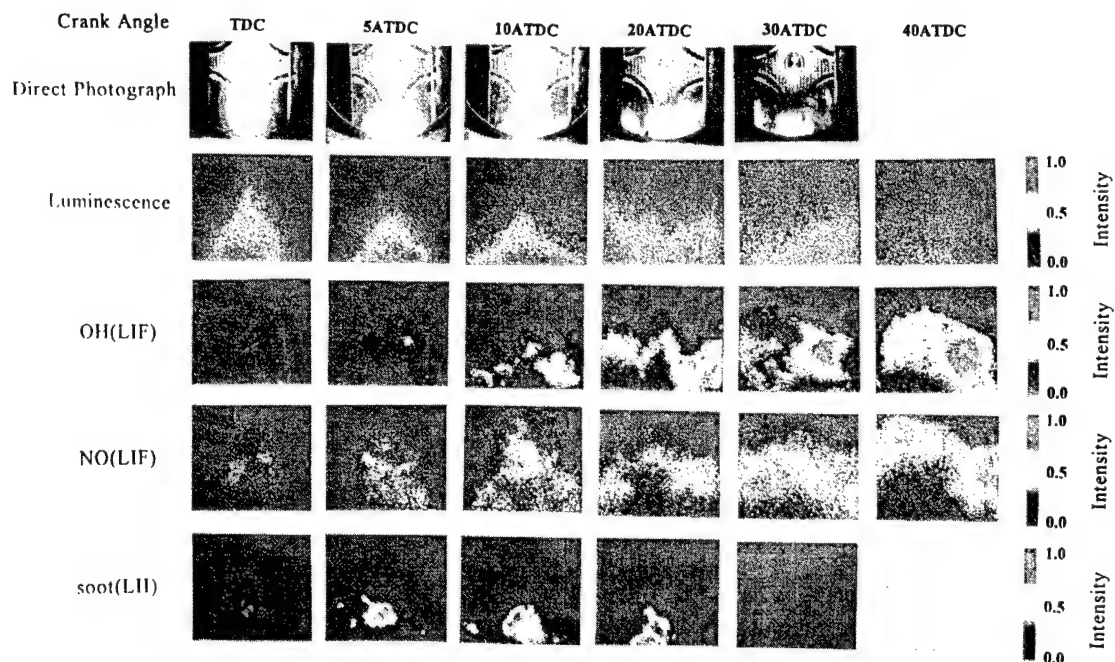 Crank Angle TDC 5ATDC 10ATDC 20ATDC 30ATDC 40ATDC
Direct Photograph
Luminescence
1.0
0.5
0.0
Intensity
OH(LIF)
1.0
0.5
0.0
Intensity
NO(LIF)
1.0
0.5
0.0
Intensity
soot(LII)
1.0
0.5
0.0
Intensity